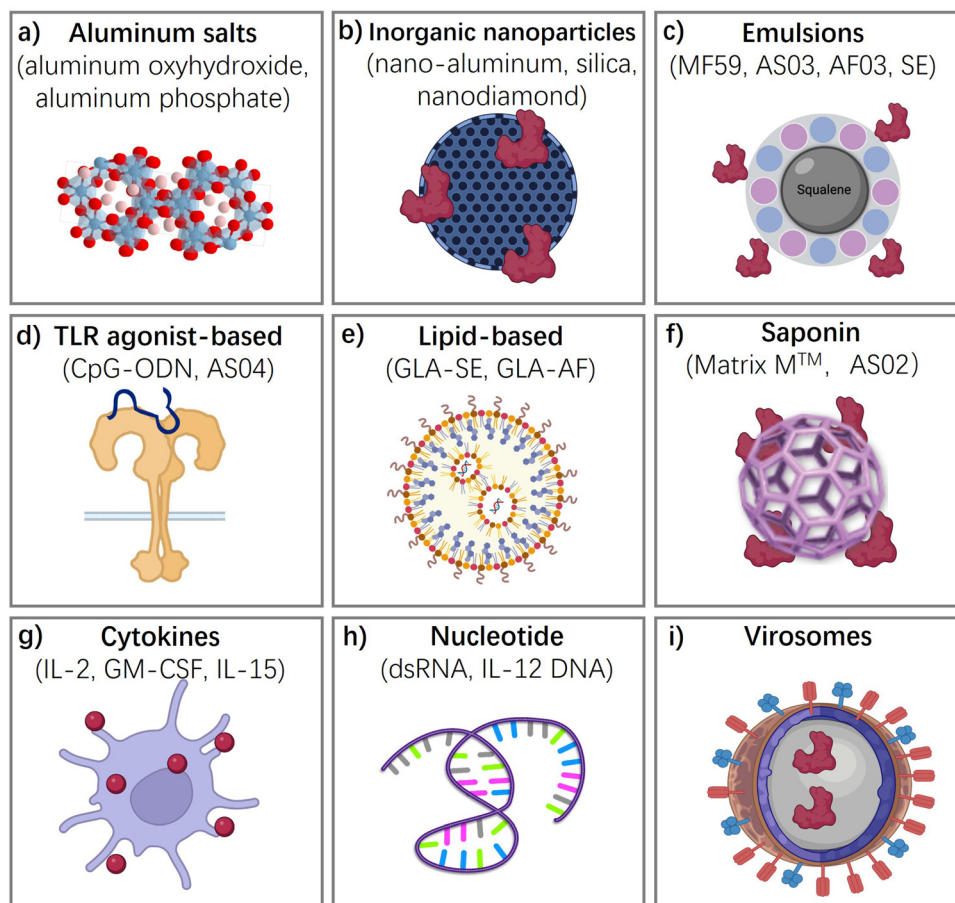 a) Aluminum salts
(aluminum oxyhydroxide,
aluminum phosphate)
b) Inorganic nanoparticles
(nano-aluminum, silica,
nanodiamond)
c) Emulsions
(MF59, AS03, AF03, SE)
Squalene
d) TLR agonist-based
(CpG-ODN, AS04)
e) Lipid-based
(GLA-SE, GLA-AF)
f) Saponin
(Matrix M™, AS02)
g) Cytokines
(IL-2, GM-CSF, IL-15)
h) Nucleotide
(dsRNA, IL-12 DNA)
i) Virosomes